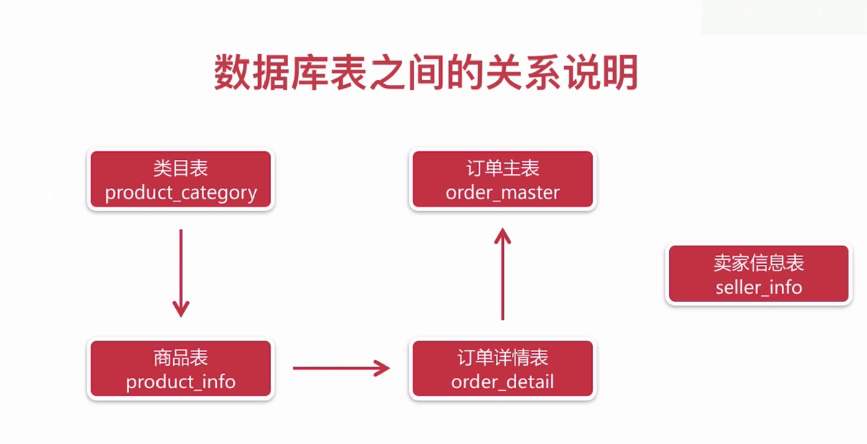 数据库表之间的关系说明
类目表
product_category
订单主表
order_master
卖家信息表
seller_info
商品表
product_info
订单详情表
order_detail